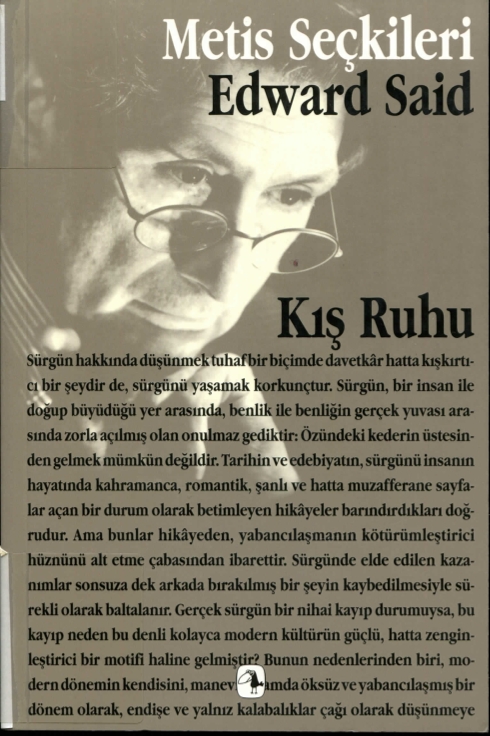 Metis Seçkileri
Edward Said
Kış Ruhu
Sürgün hakkında düşünmek tuhaf bir biçimde davetkâr hatta kışkırtı-
cı bir şeydir de, sürgünü yaşamak korkunçtur. Sürgün, bir insan ile
doğup büyüdüğü yer arasında, benlik ile benliğin gerçek yuvası ara-
sında zorla açılmış olan onulmaz gediktir: Özündeki kederin üstesin-
den gelmek mümkün değildir. Tarihin ve edebiyatın, sürgünü insanın
hayatında kahramanca, romantik, şanlı ve hatta muzafferane sayfa-
lar açan bir durum olarak betimleyen hikâyeler barındırdıkları doğ-
rudur. Ama bunlar hikâyeden, yabancılaşmanın kötürümleştirici
hüznünü alt etme çabasından ibarettir. Sürgünde elde edilen kaza-
nımlar sonsuza dek arkada bırakılmış bir şeyin kaybedilmesiyle sü-
rekli olarak baltalanır. Gerçek sürgün bir nihai kayıp durumuysa, bu
kayıp neden bu denli kolayca modern kültürün güçlü, hatta zengin-
leştirici bir motifi haline gelmiştir? Bunun nedenlerinden biri, mo-
dern dönemin kendisini, manev ımda öksüz ve yabancılaşmış bir
dönem olarak, endişe ve yalnız kalabalıklar çağı olarak düşünmeye